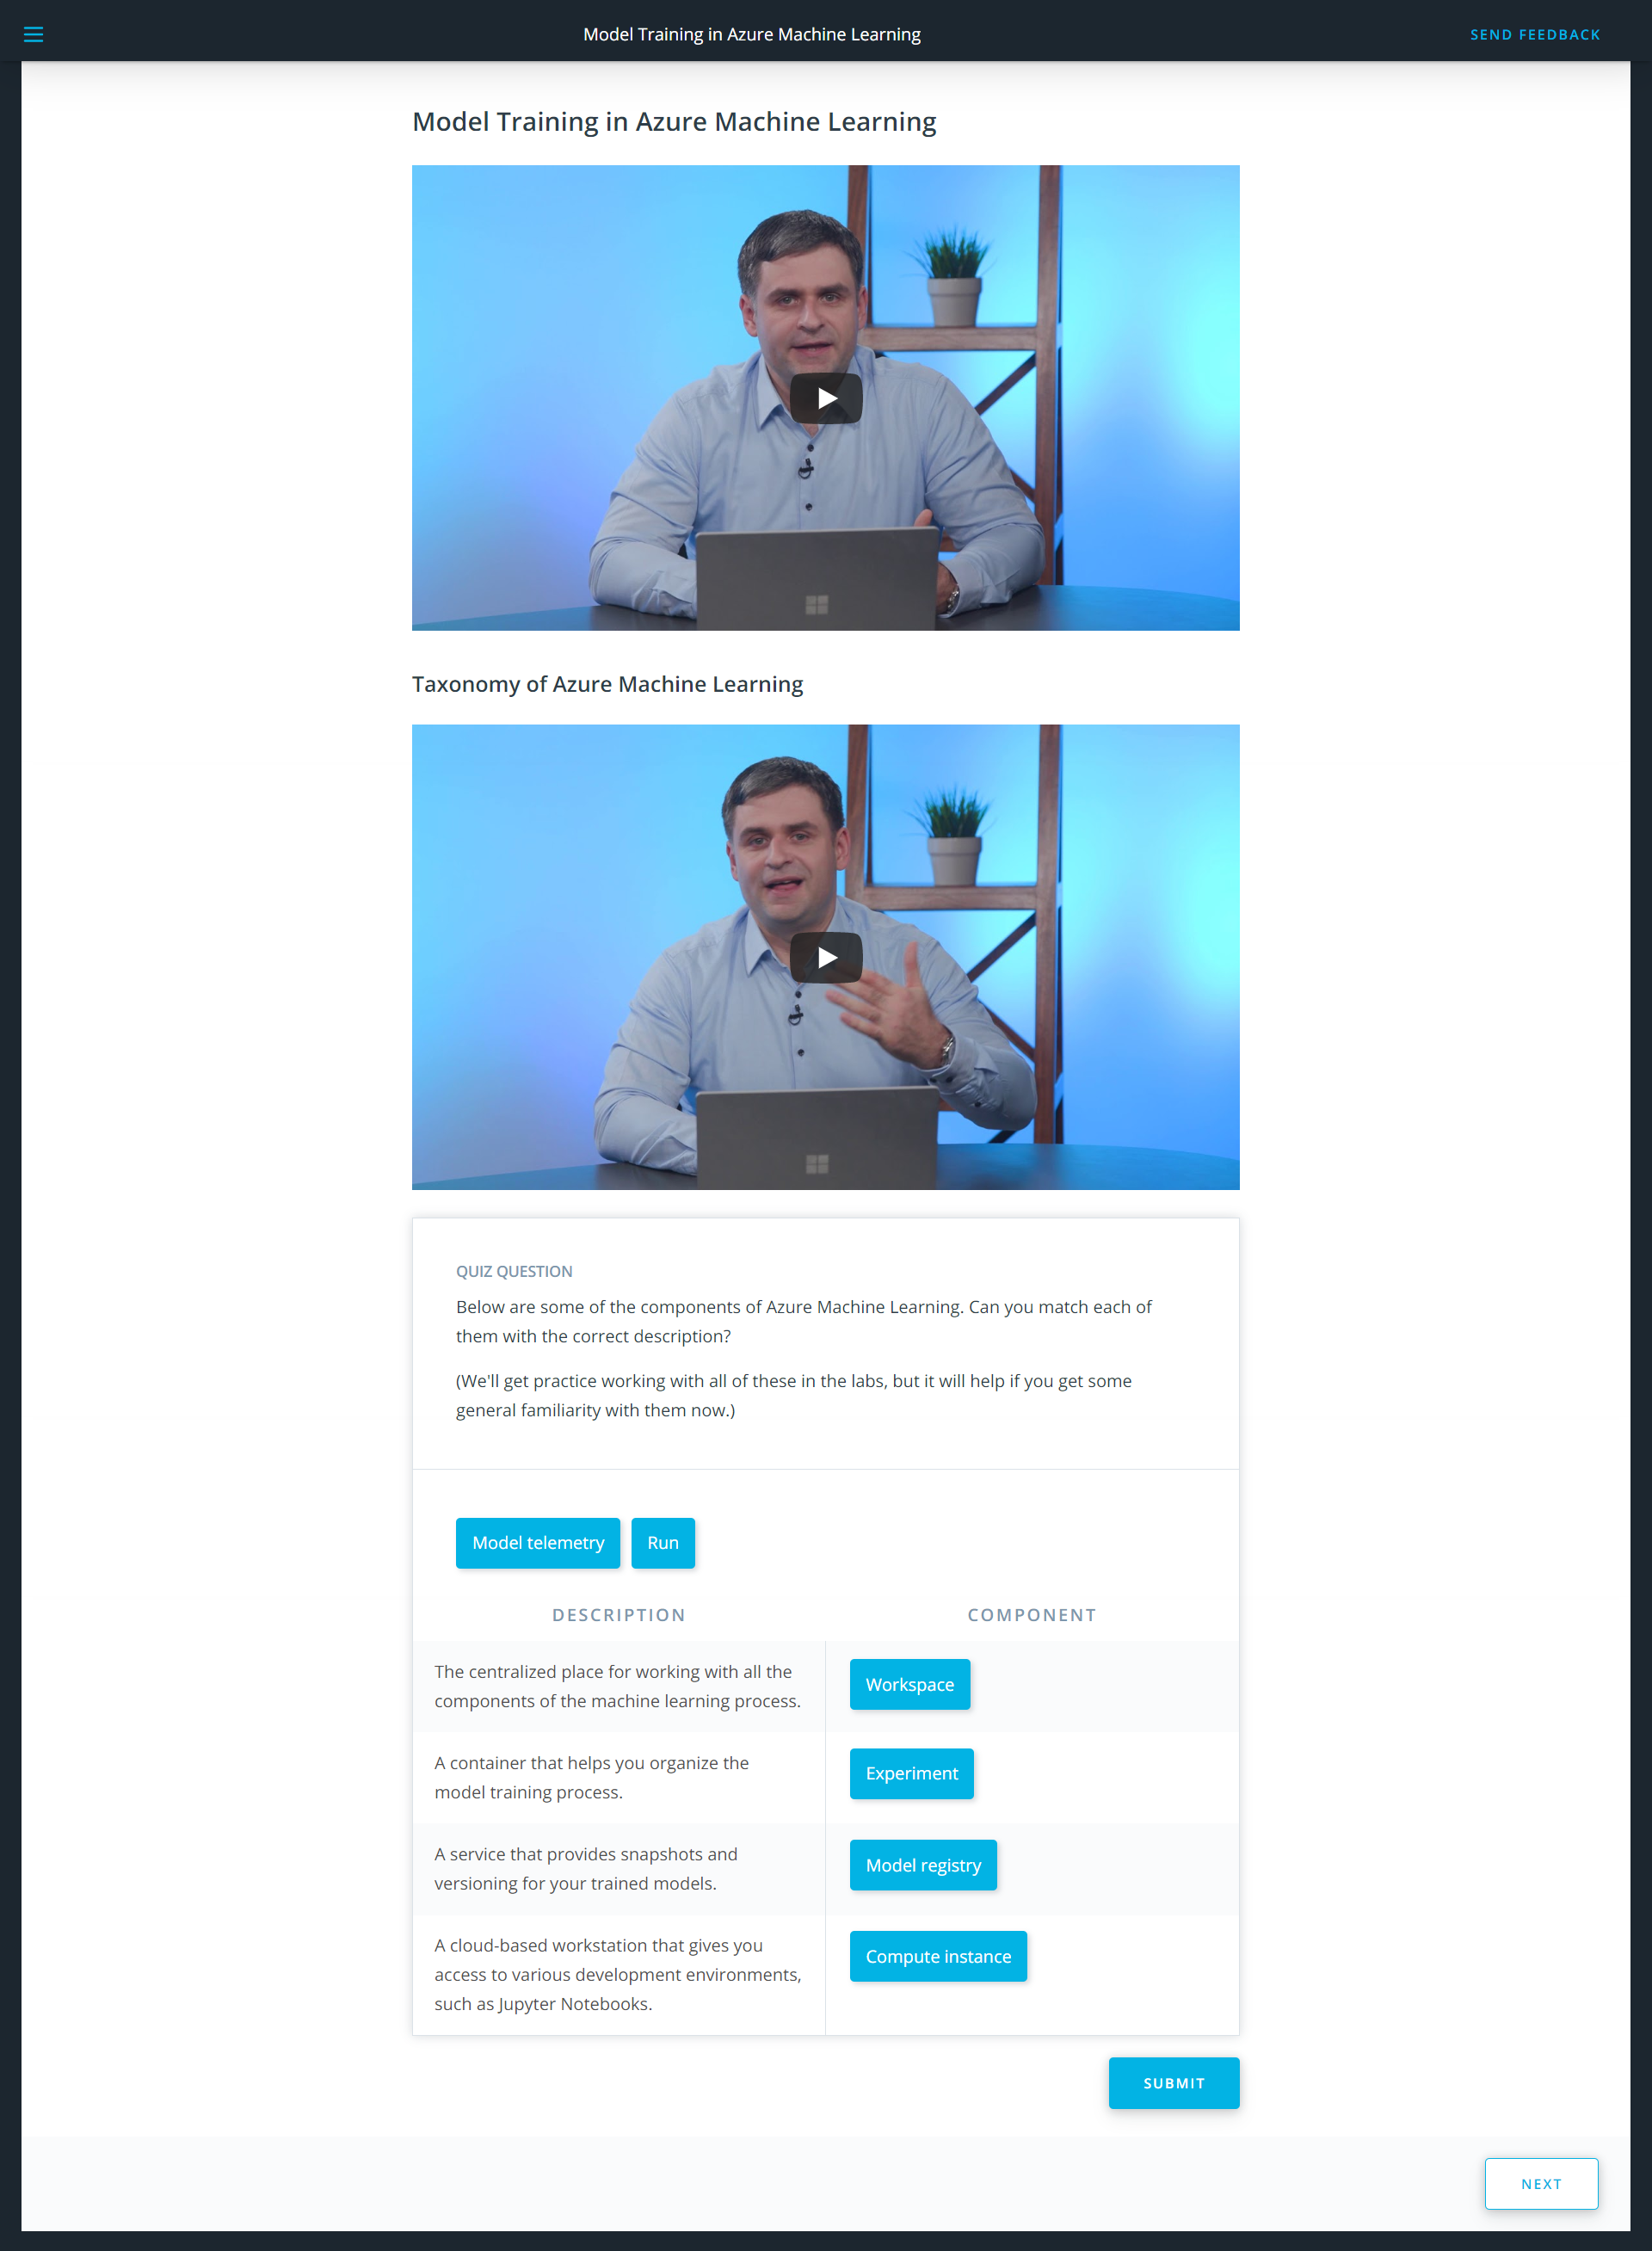 Model Training in Azure Machine Learning
SEND FEEDBACK
Model Training in Azure Machine Learning
Taxonomy of Azure Machine Learning
QUIZ QUESTION
Below are some of the components of Azure Machine Learning. Can you match each of
them with the correct description?
(We'll get practice working with all of these in the labs, but it will help if you get some
general familiarity with them now.)
Model telemetry
Run
DESCRIPTION
COMPONENT
The centralized place for working with all the
components of the machine learning process.
Workspace
A container that helps you organize the
model training process.
Experiment
A service that provides snapshots and
versioning for your trained models.
Model registry
A cloud-based workstation that gives you
access to various development environments,
such as Jupyter Notebooks.
Compute instance
SUBMIT
NEXT